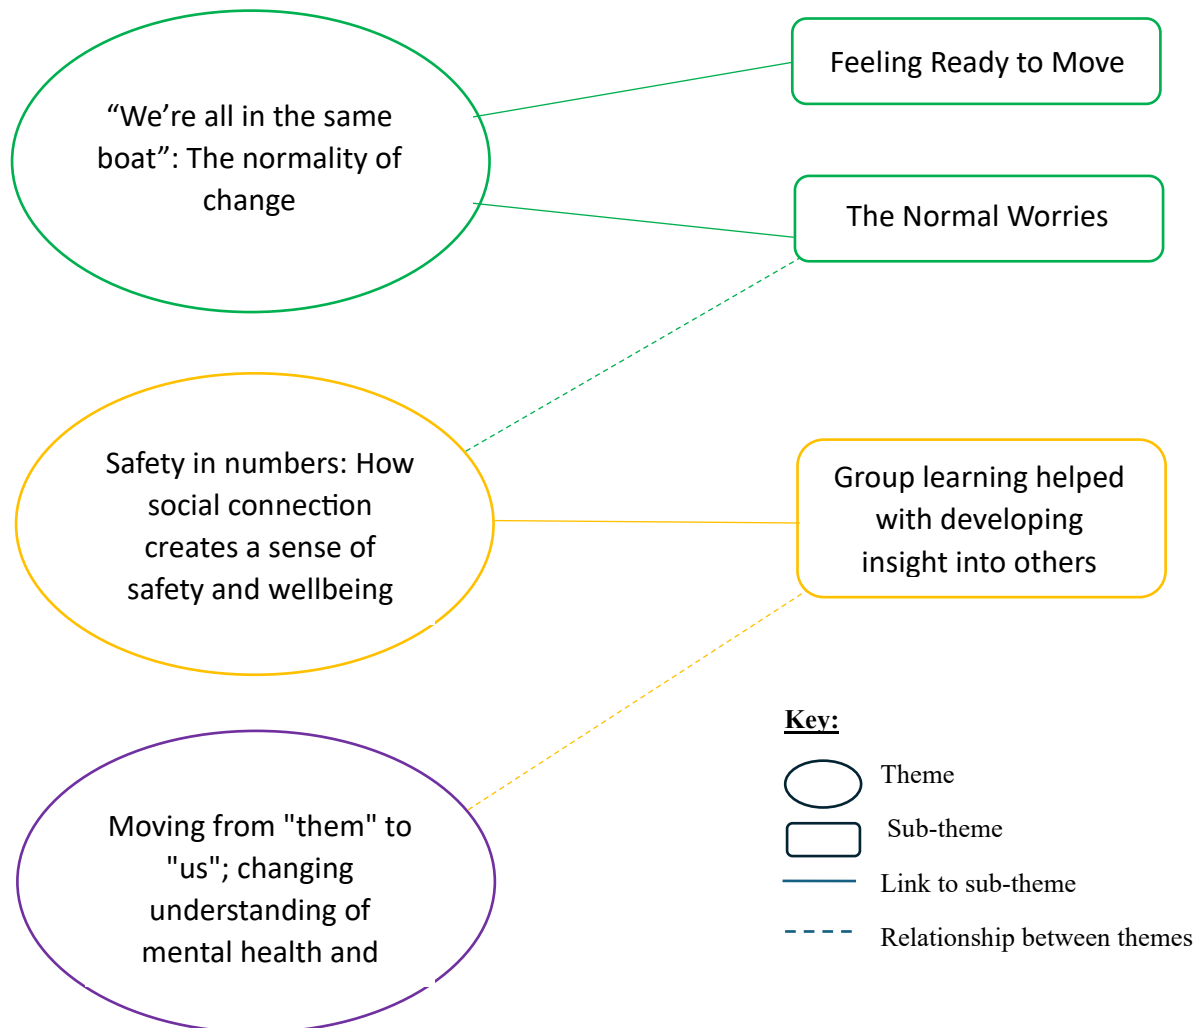 “We’re all in the same
boat”: The normality of
change
Feeling Ready to Move
The Normal Worries
Safety in numbers: How
social connection
creates a sense of
safety and wellbeing
Group learning helped
with developing
insight into others
Moving from "them" to
"us"; changing
understanding of
mental health and
Key:
Theme
Sub-theme
Link to sub-theme
Relationship between themes